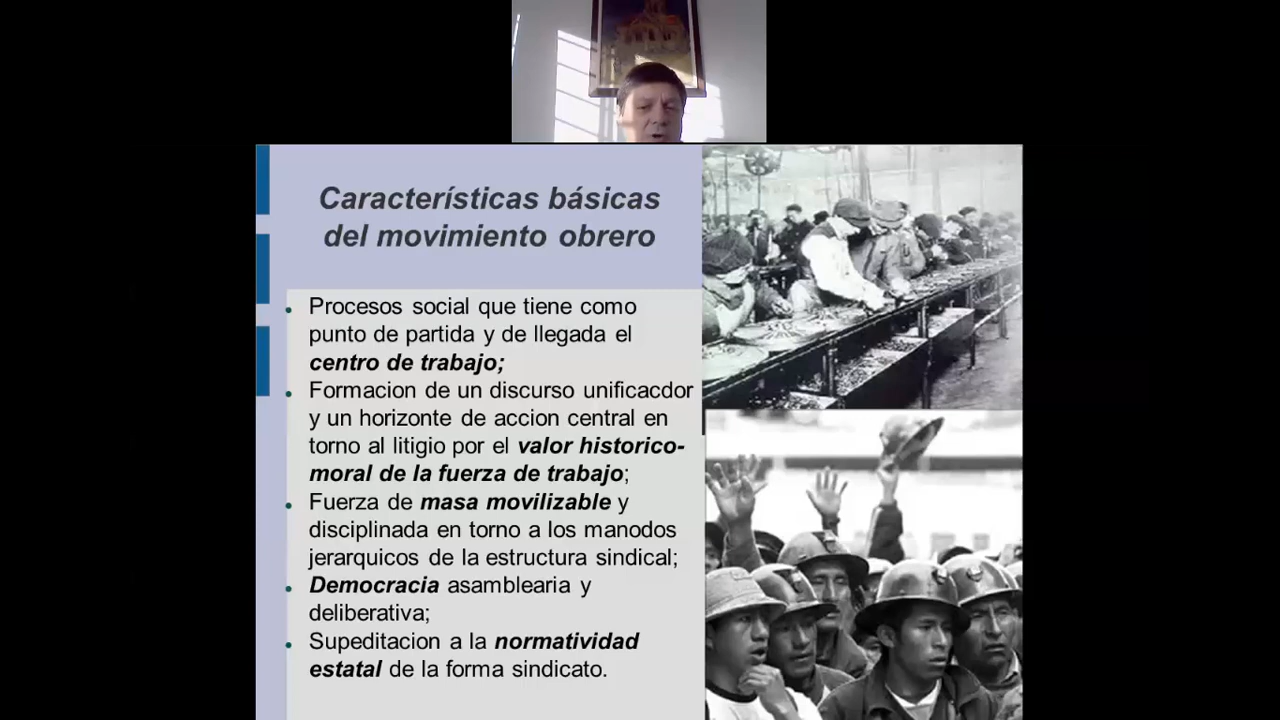 Características básicas
del movimiento obrero
Procesos social que tiene como
punto de partida y de llegada el
centro de trabajo;
Formacion de un discurso unificacdor
y un horizonte de accion central en
torno al litigio por el valor historico-
moral de la fuerza de trabajo;
Fuerza de masa movilizable y
disciplinada en torno a los manodos
jerarquicos de la estructura sindical;
Democracia asamblearia y
deliberativa;
Supeditacion a la normatividad
estatal de la forma sindicato.